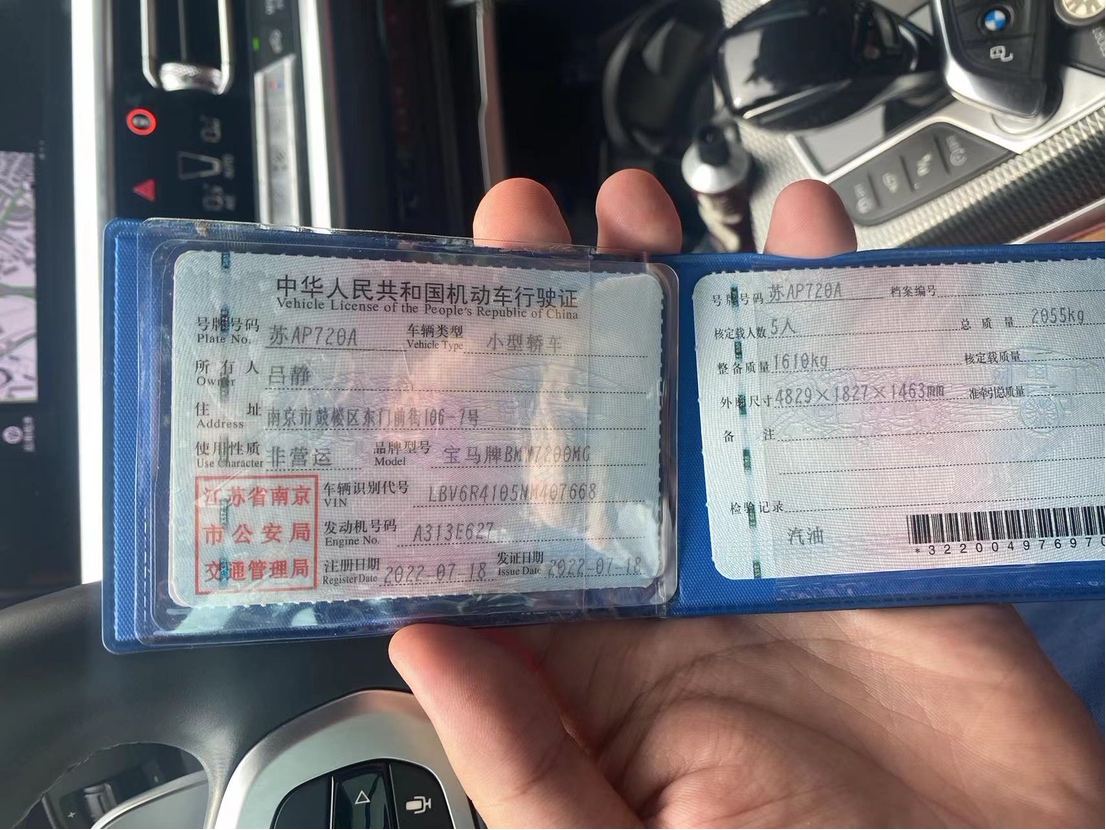 中华人民共和国机动车行驶证
Vehicle License of the People's Republic of China
号牌号码 苏AP720A 车辆类型 小型轿车
Plate No. Vehicle Type
所有人 吕静
Owner
住址 南京市鼓楼区东门前街106-7号
Address
使用性质 非营运 品牌型号 宝马牌BMW7200MG
Use Character Model
江苏省南京
市公安局
交通管理局
车辆识别代号
VIN LBV6R4105NM407668
发动机号码 A313E627
Engine No.
注册日期 2022-07-18 发证日期 2022-07-18
Register Date Issue Date
号牌号码 苏AP720A 档案编号
核定载人数 5人 总质量 2055kg
整备质量 1610kg 核定载质量
外廓尺寸 4829×1827×1463mm 准牵引总质量
备注
检验记录
汽油
*322004976970